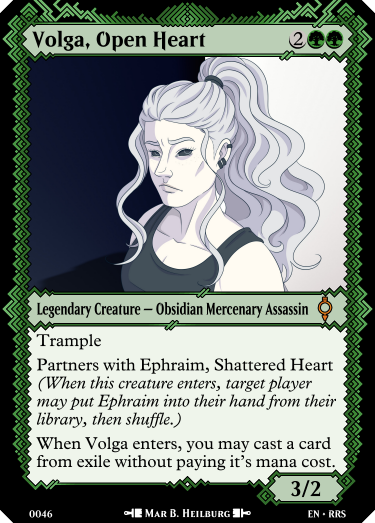 Volga, Open Heart 2
Legendary Creature – Obsidian Mercenary Assassin
Trample
Partners with Ephraim, Shattered Heart
(When this creature enters, target player
may put Ephraim into their hand from their
library, then shuffle.)
When Volga enters, you may cast a card
from exile without paying it's mana cost.
3/2
0046 Mar B. Heilburg EN • RRS